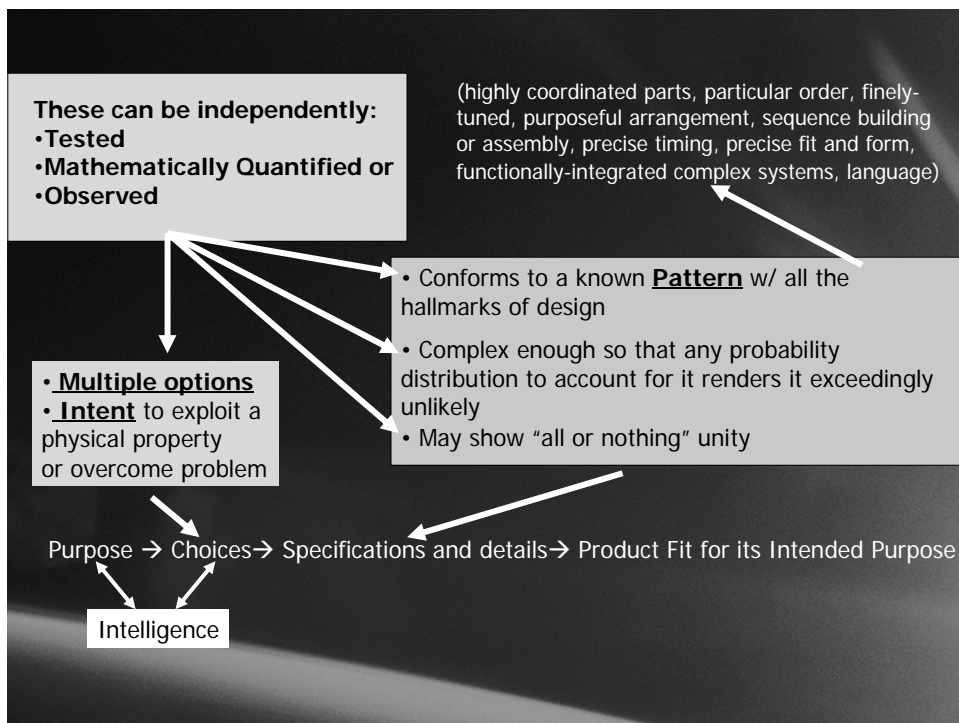 These can be independently:
•Tested
•Mathematically Quantified or
•Observed
(highly coordinated parts, particular order, finely-
tuned, purposeful arrangement, sequence building
or assembly, precise timing, precise fit and form,
functionally-integrated complex systems, language)
• Conforms to a known Pattern w/ all the
hallmarks of design
• Complex enough so that any probability
distribution to account for it renders it exceedingly
unlikely
• May show “all or nothing” unity
• Multiple options
• Intent to exploit a
physical property
or overcome problem
Purpose → Choices→ Specifications and details→ Product Fit for its Intended Purpose
Intelligence